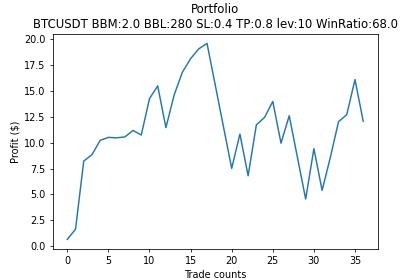 Portfolio
BTCUSDT BBM:2.0 BBL:280 SL:0.4 TP:0.8 lev:10 WinRatio:68.0
20.0
17.5
15.0
12.5
10.0
7.5
5.0
2.5
0.0
Profit ($)
0 5 10 15 20 25 30 35
Trade counts